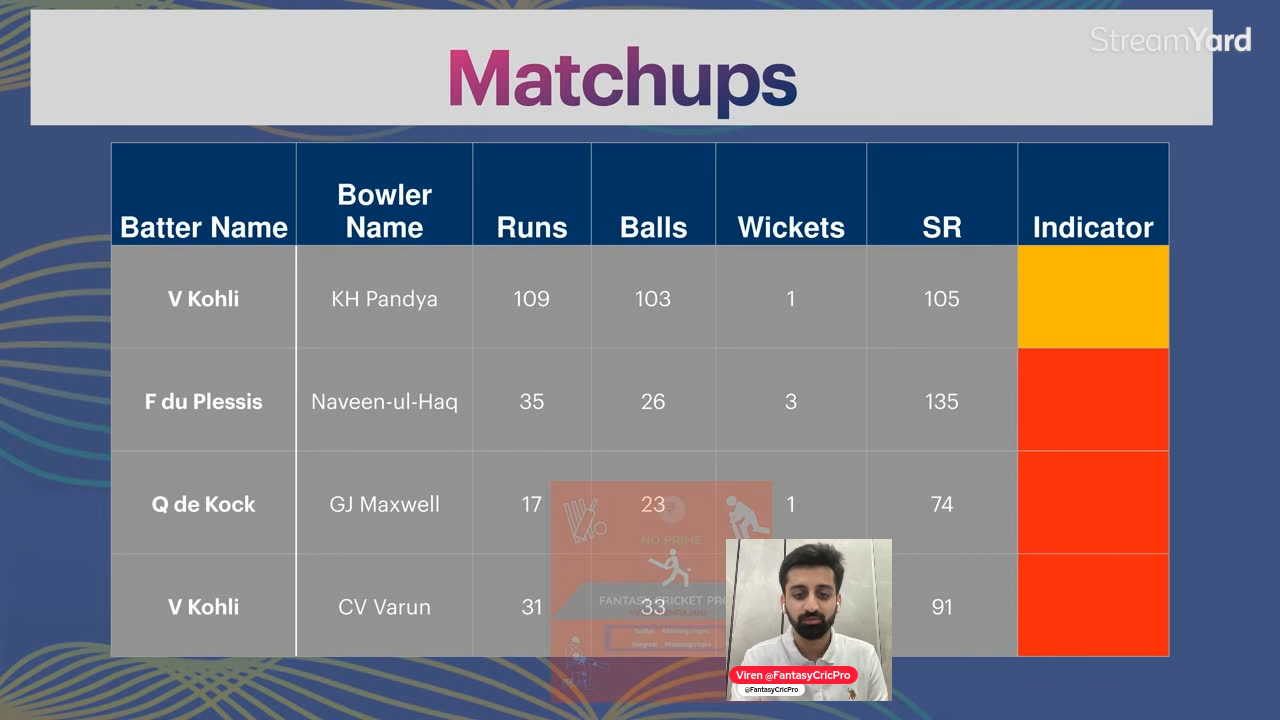 StreamYard
Matchups
Batter Name Bowler Name Runs Balls Wickets SR Indicator
V Kohli KH Pandya 109 103 1 105
F du Plessis Naveen-ul-Haq 35 26 3 135
Q de Kock GJ Maxwell 17 23 1 74
NO PRIME
V Kohli CV Varun 31 33 91
FANTASY CRICKET PRO
Viren @FantasyCricPro
@FantasyCricPro